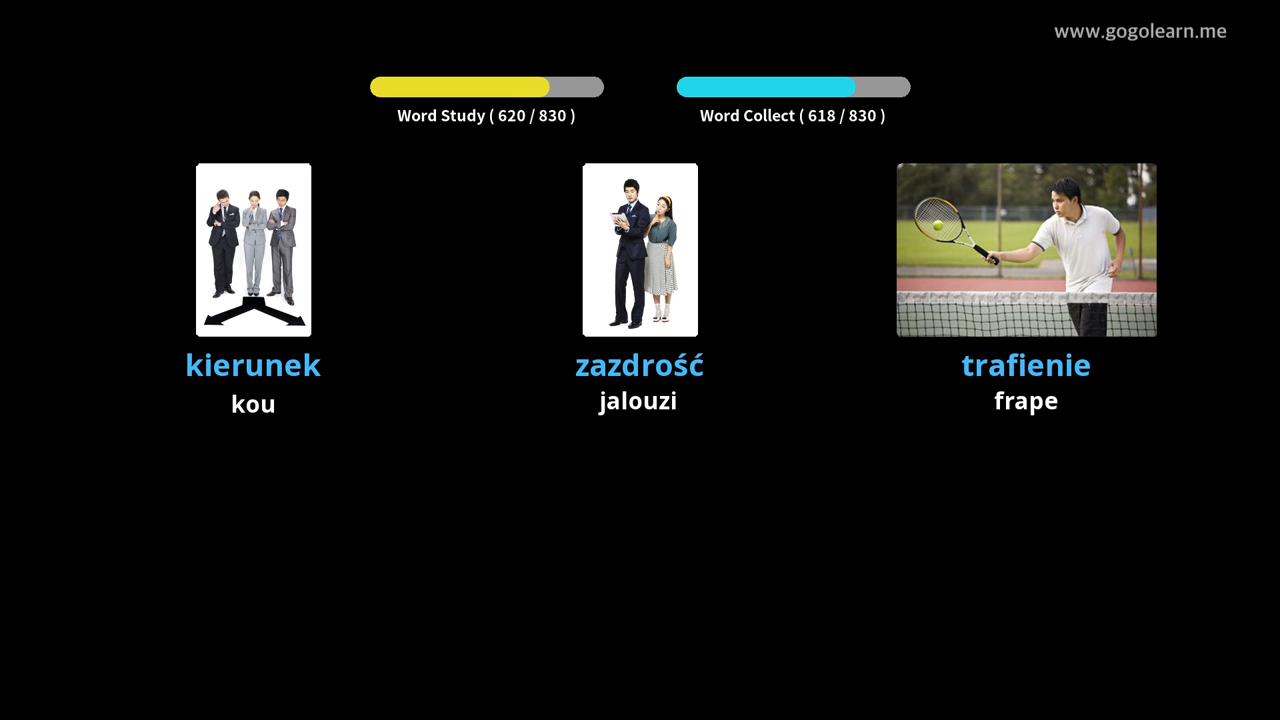 www.gogolearn.me
Word Study ( 620 / 830 )
Word Collect ( 618 / 830 )
kierunek
kou
zazdrość
jalouzi
trafienie
frape